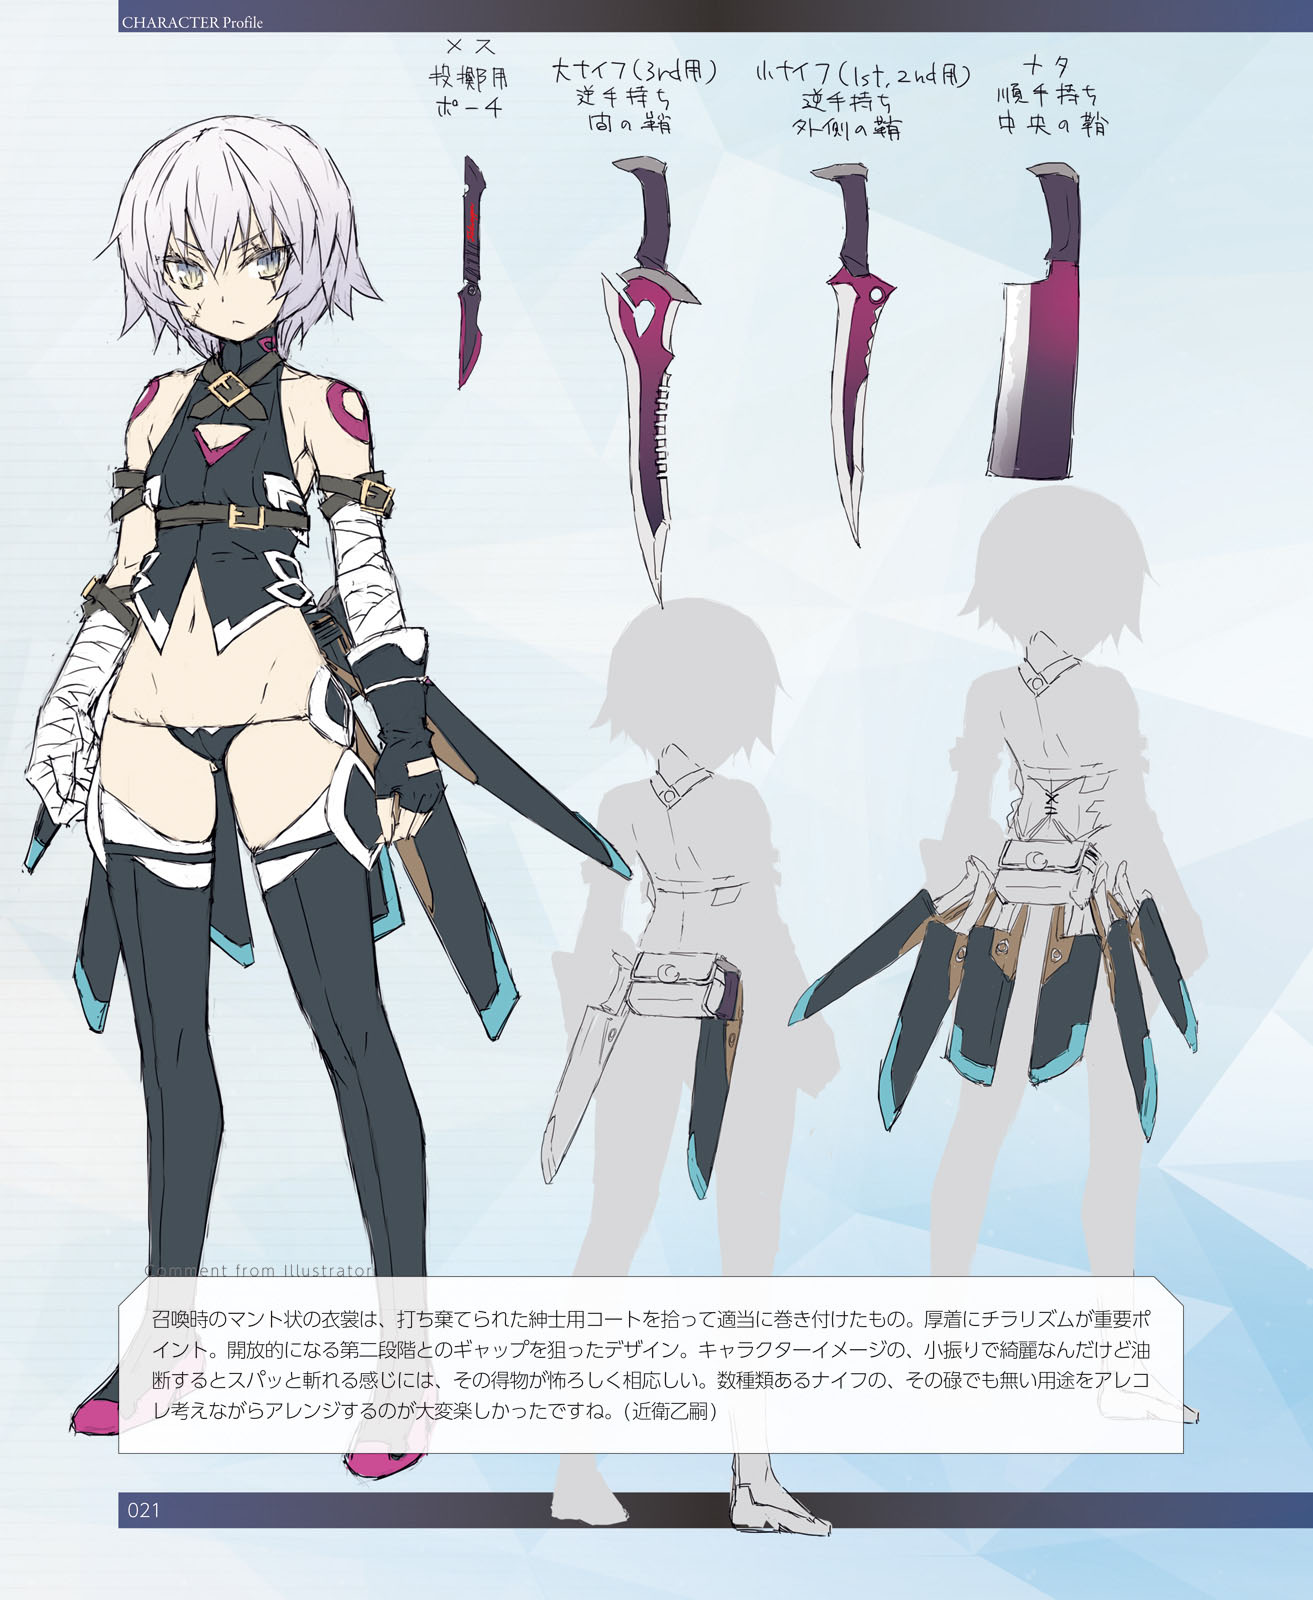 CHARACTER Profile
メス
投擲用
ポーチ
大ナイフ(3rd用)
逆手持ち
間の鞘
小ナイフ(1st,2nd用)
逆手持ち
外側の鞘
ナタ
順手持ち
中央の鞘
Comment from Illustrator
召喚時のマント状の衣裳は、打ち棄てられた紳士用コートを拾って適当に巻き付けたもの。厚着にチラリズムが重要ポ
イント。開放的になる第二段階とのギャップを狙ったデザイン。キャラクターイメージの、小振りで綺麗なんだけど油
断するとスパッと斬れる感じには、その得物が怖ろしく相応しい。数種類あるナイフの、その碌でも無い用途をアレコ
レ考えながらアレンジするのが大変楽しかったですね。(近衛乙嗣)
021